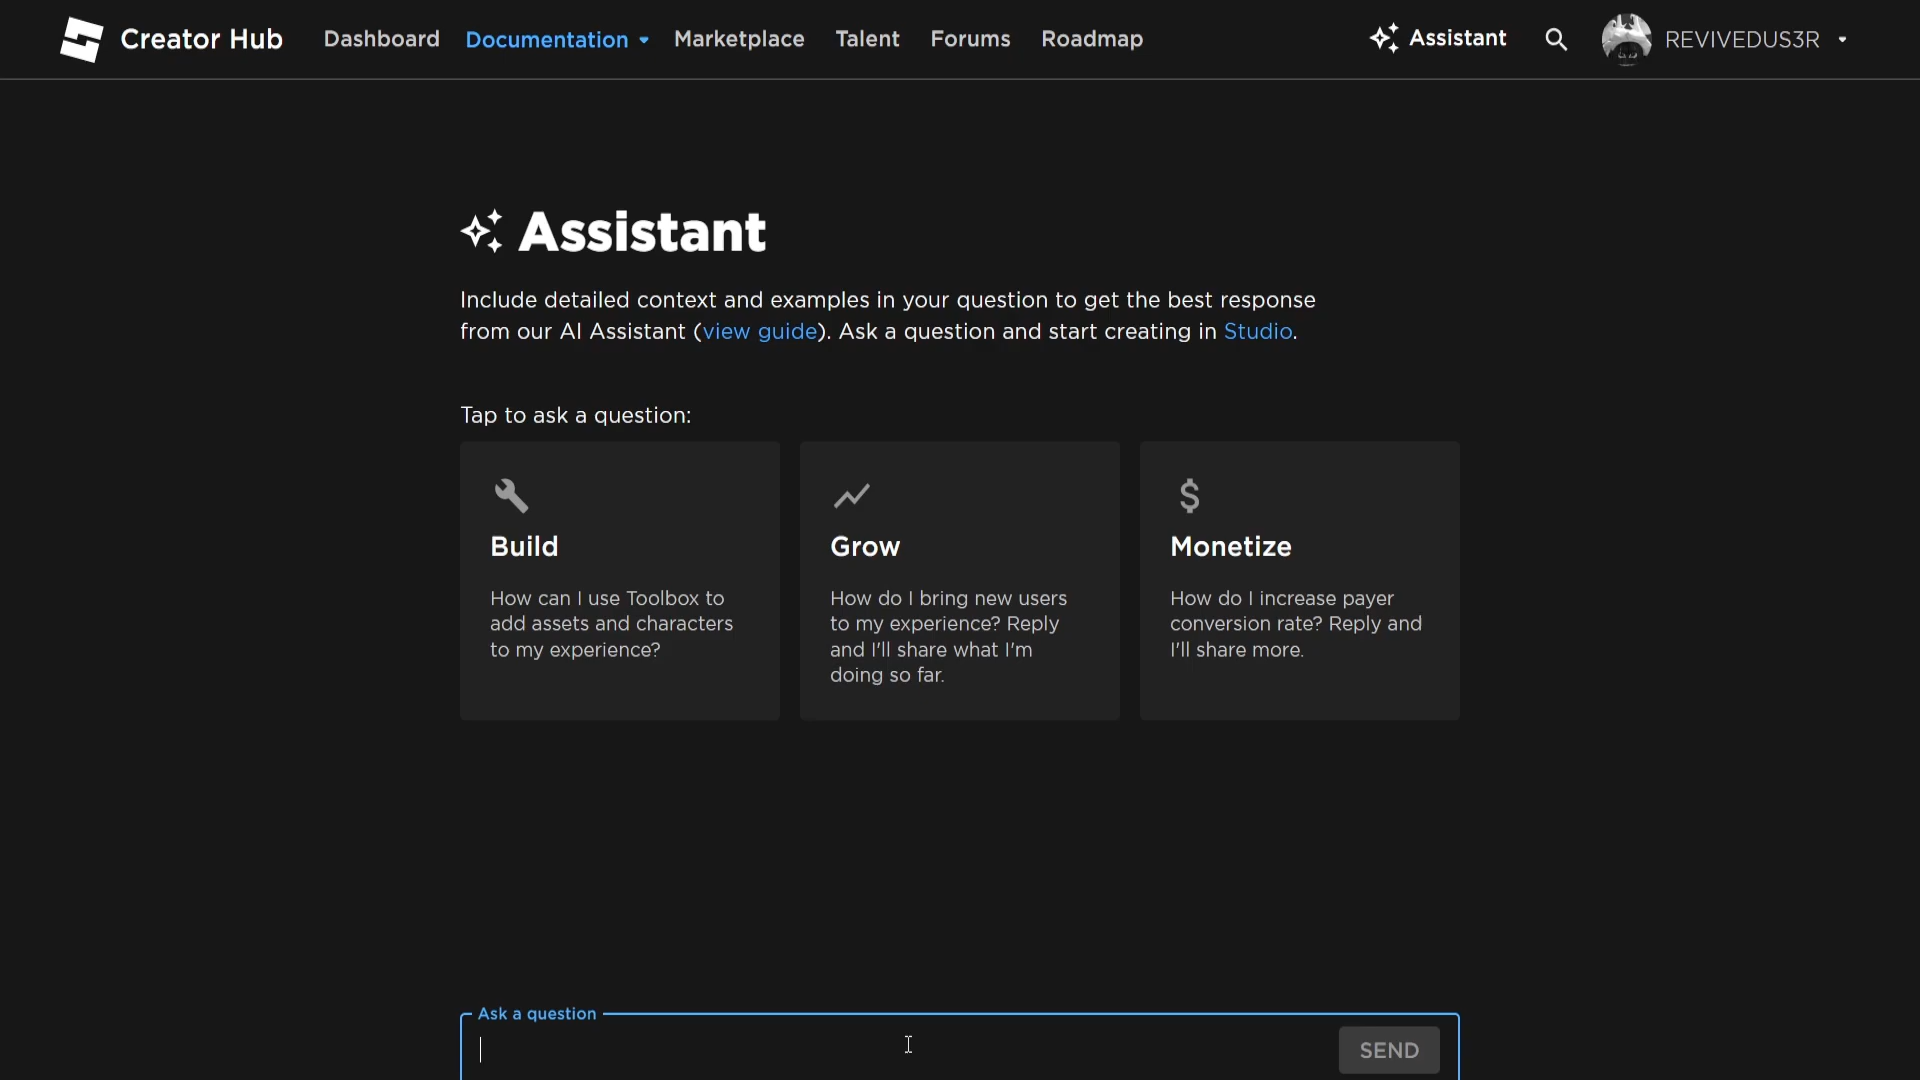 Creator Hub Dashboard Documentation Marketplace Talent Forums Roadmap Assistant REVIVEDUS3R
Assistant
Include detailed context and examples in your question to get the best response
from our AI Assistant (view guide). Ask a question and start creating in Studio.
Tap to ask a question:
Build
How can I use Toolbox to
add assets and characters
to my experience?
Grow
How do I bring new users
to my experience? Reply
and I'll share what I'm
doing so far.
Monetize
How do I increase payer
conversion rate? Reply and
I'll share more.
Ask a question
SEND